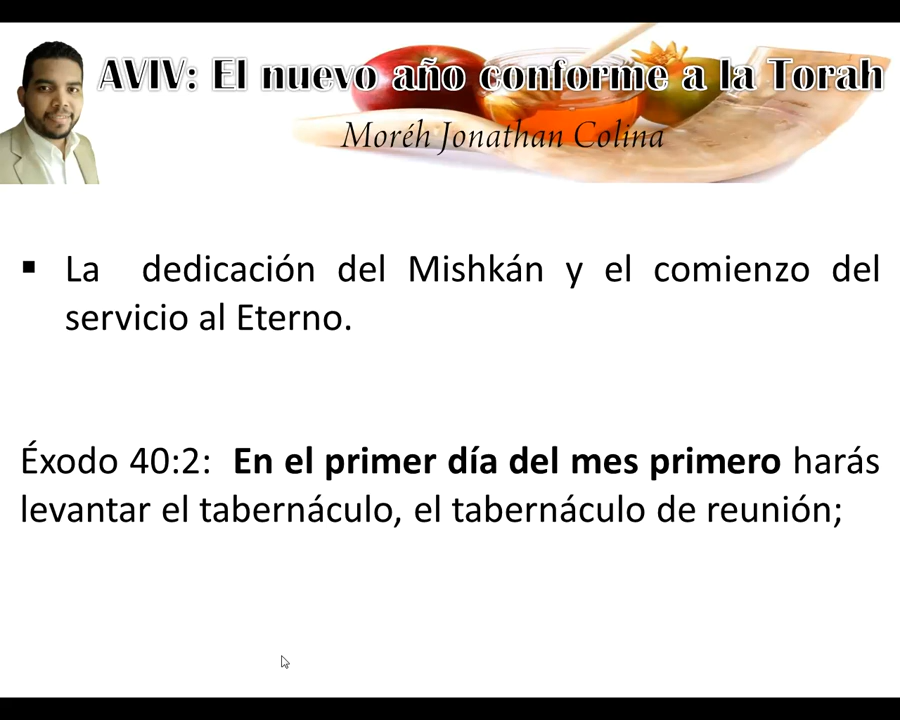 AVIV: El nuevo año conforme a la Torah
Moréh Jonathan Colina
▪ La dedicación del Mishkán y el comienzo del
servicio al Eterno.
Éxodo 40:2: En el primer día del mes primero harás
levantar el tabernáculo, el tabernáculo de reunión;